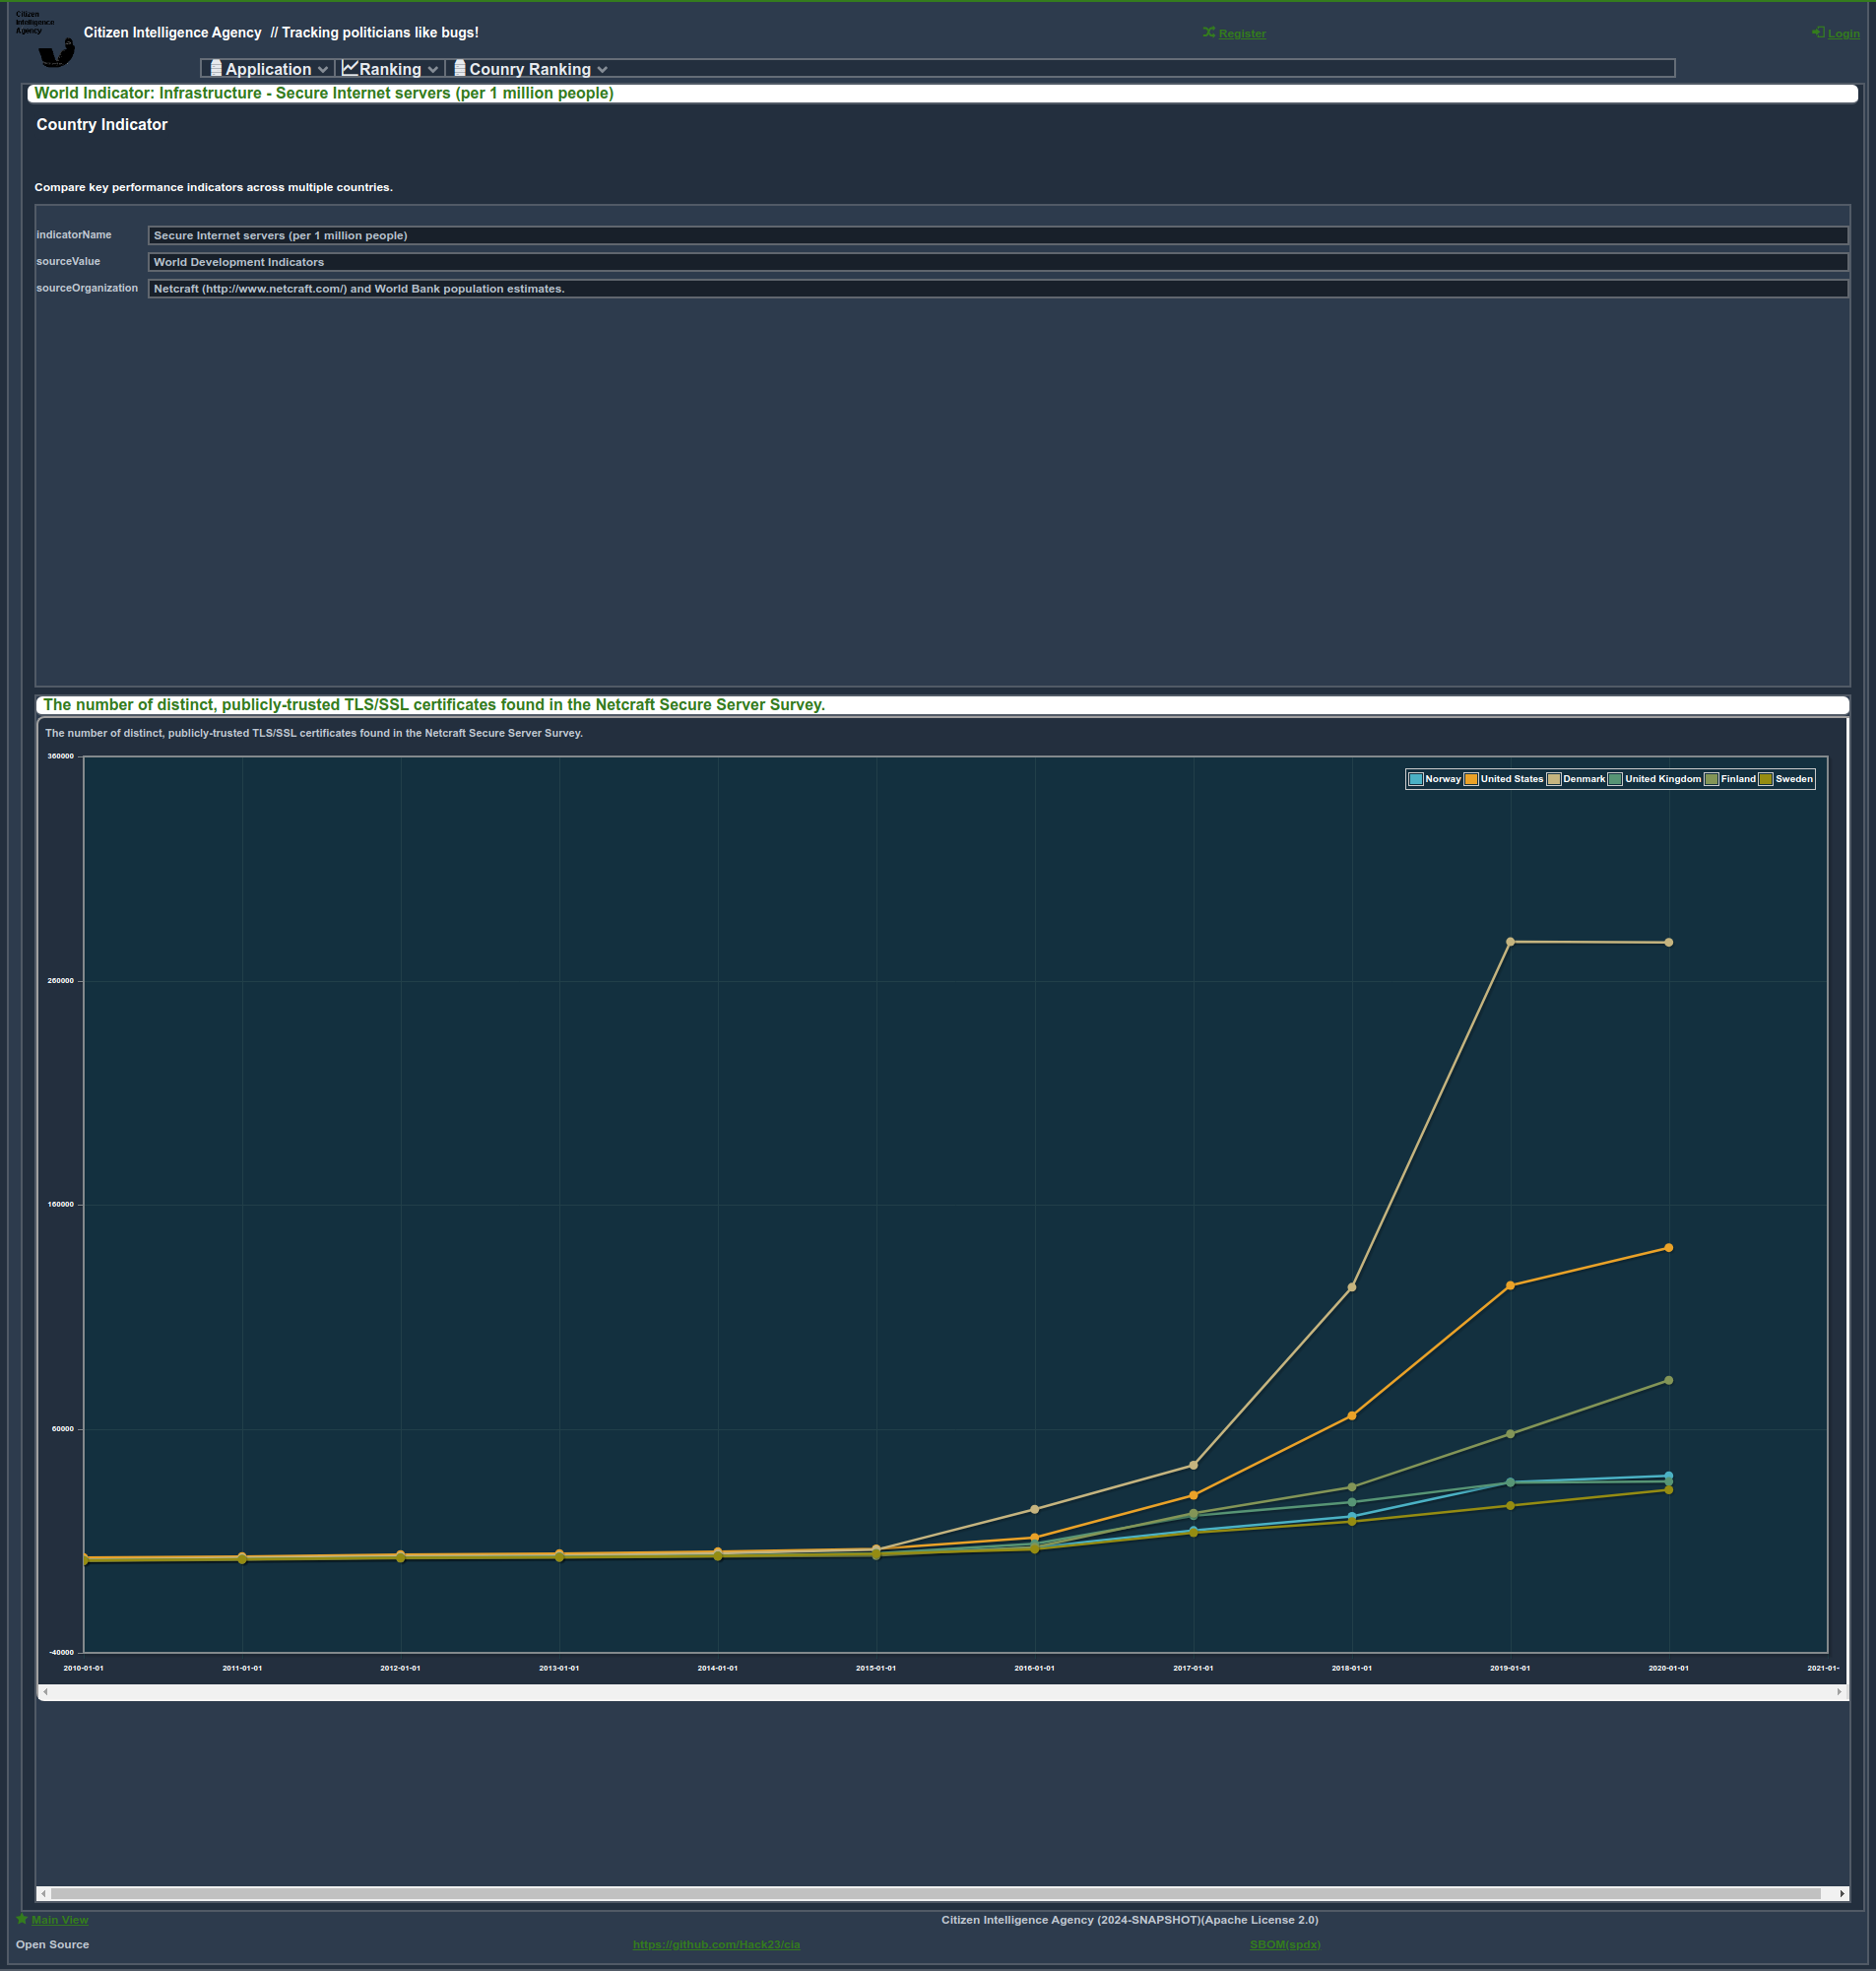 Citizen
Intelligence
Agency
Citizen Intelligence Agency // Tracking politicians like bugs!
Register
Login
Application
Ranking
Counry Ranking
World Indicator: Infrastructure - Secure Internet servers (per 1 million people)
Country Indicator
Compare key performance indicators across multiple countries.
indicatorName
Secure Internet servers (per 1 million people)
sourceValue
World Development Indicators
sourceOrganization
Netcraft (http://www.netcraft.com/) and World Bank population estimates.
The number of distinct, publicly-trusted TLS/SSL certificates found in the Netcraft Secure Server Survey.
The number of distinct, publicly-trusted TLS/SSL certificates found in the Netcraft Secure Server Survey.
360000
Norway United States Denmark United Kingdom Finland Sweden
260000
160000
60000
-40000
2010-01-01 2011-01-01 2012-01-01 2013-01-01 2014-01-01 2015-01-01 2016-01-01 2017-01-01 2018-01-01 2019-01-01 2020-01-01 2021-01-
Main View
Citizen Intelligence Agency (2024-SNAPSHOT)(Apache License 2.0)
Open Source
https://github.com/Hack23/cia
SBOM(spdx)